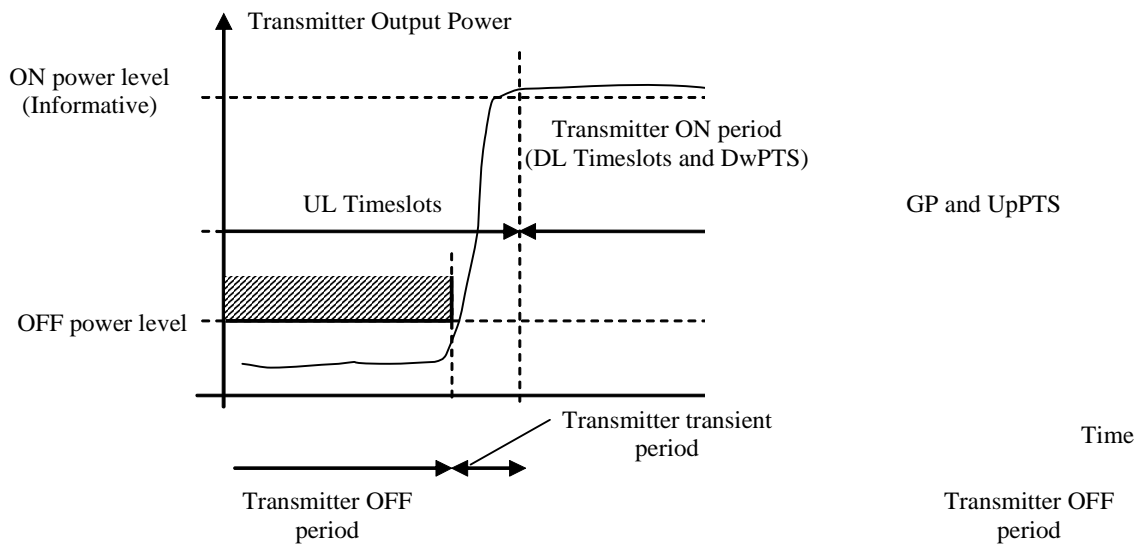 Transmitter Output Power
ON power level
(Informative)
Transmitter ON period
(DL Timeslots and DwPTS)
UL Timeslots
GP and UpPTS
OFF power level
Transmitter transient
period
Time
Transmitter OFF
period
Transmitter OFF
period